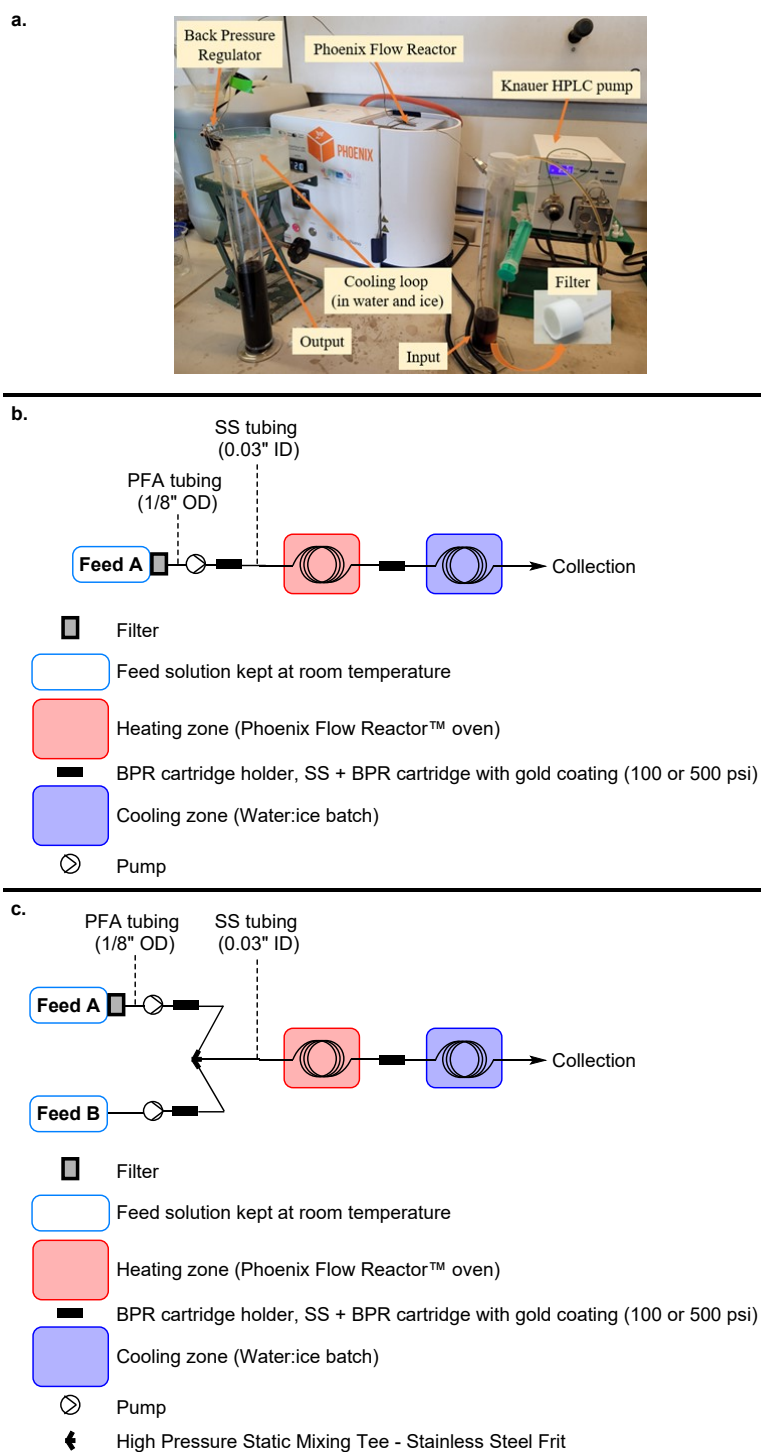 a.
Back Pressure
Regulator
Phoenix Flow Reactor
Knauer HPLC pump
PHOENIX
Cooling loop
(in water and ice)
Filter
Output
Input
b.
SS tubing
(0.03" ID)
PFA tubing
(1/8" OD)
Feed A
Collection
Filter
Feed solution kept at room temperature
Heating zone (Phoenix Flow Reactor™ oven)
BPR cartridge holder, SS + BPR cartridge with gold coating (100 or 500 psi)
Cooling zone (Water:ice batch)
Pump
c.
PFA tubing
(1/8" OD)
SS tubing
(0.03" ID)
Feed A
Collection
Feed B
Filter
Feed solution kept at room temperature
Heating zone (Phoenix Flow Reactor™ oven)
BPR cartridge holder, SS + BPR cartridge with gold coating (100 or 500 psi)
Cooling zone (Water:ice batch)
Pump
High Pressure Static Mixing Tee - Stainless Steel Frit